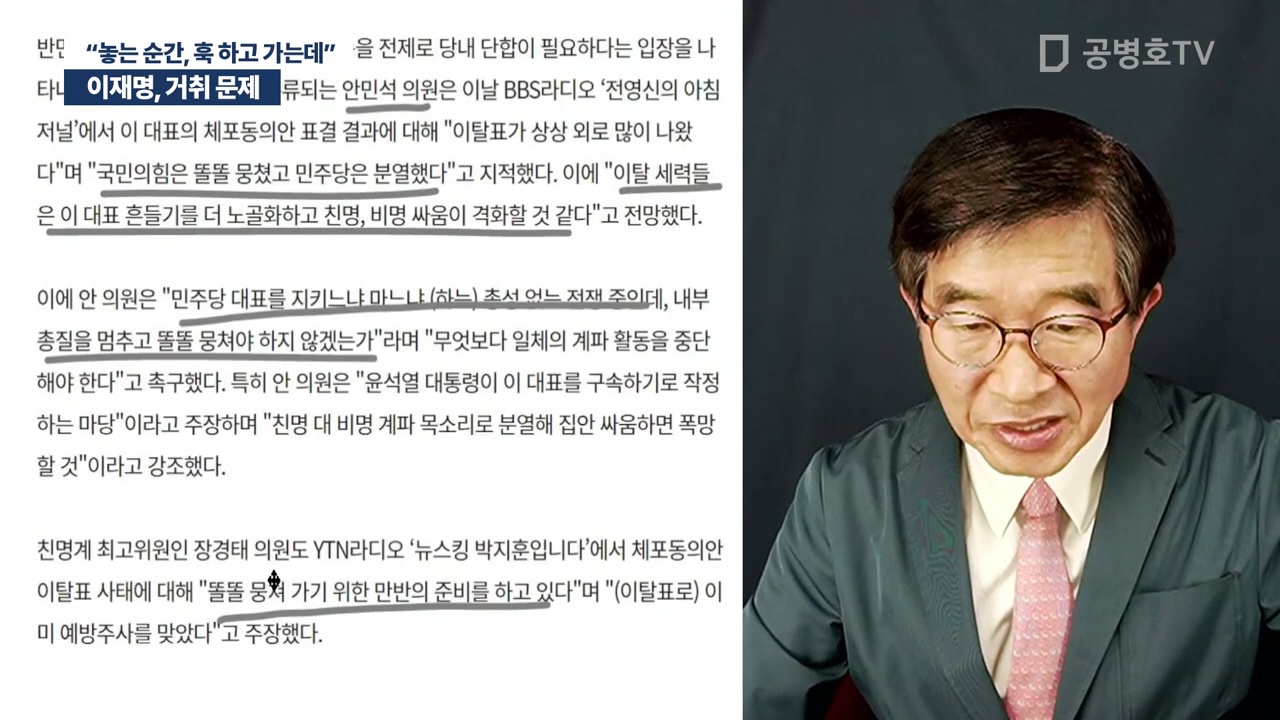 “놓는 순간, 훅 하고 가는데”
이재명, 거취 문제
공병호TV
을 전제로 당내 단합이 필요하다는 입장을 나
류되는 안민석 의원은 이날 BBS라디오 ‘전영신의 아침
저널’에서 이 대표의 체포동의안 표결 결과에 대해 "이탈표가 상상 외로 많이 나왔
다"며 "국민의힘은 똘똘 뭉쳤고 민주당은 분열했다"고 지적했다. 이에 "이탈 세력들
은 이 대표 흔들기를 더 노골화하고 친명, 비명 싸움이 격화할 것 같다"고 전망했다.
이에 안 의원은 "민주당 대표를 지키느냐 마느냐 (하는) 총성 없는 전쟁 중인데, 내부
총질을 멈추고 똘똘 뭉쳐야 하지 않겠는가"라며 "무엇보다 일체의 계파 활동을 중단
해야 한다"고 촉구했다. 특히 안 의원은 "윤석열 대통령이 이 대표를 구속하기로 작정
하는 마당"이라고 주장하며 "친명 대 비명 계파 목소리로 분열해 집안 싸움하면 폭망
할 것"이라고 강조했다.
친명계 최고위원인 장경태 의원도 YTN라디오 ‘뉴스킹 박지훈입니다’에서 체포동의안
이탈표 사태에 대해 "똘똘 뭉쳐 가기 위한 만반의 준비를 하고 있다"며 "(이탈표로) 이
미 예방주사를 맞았다"고 주장했다.